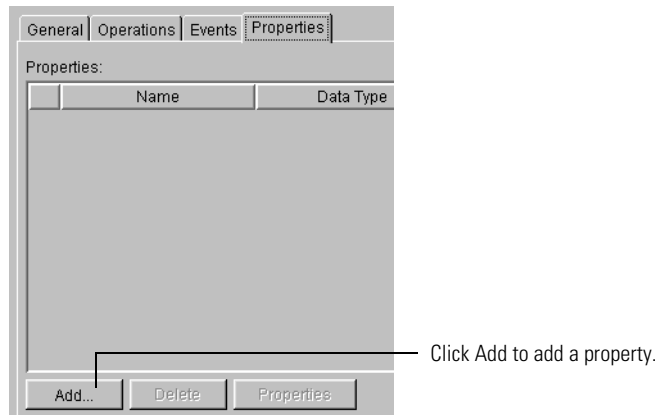 General Operations Events Properties
Properties:
Name Data Type
Click Add to add a property.
Add... Delete Properties